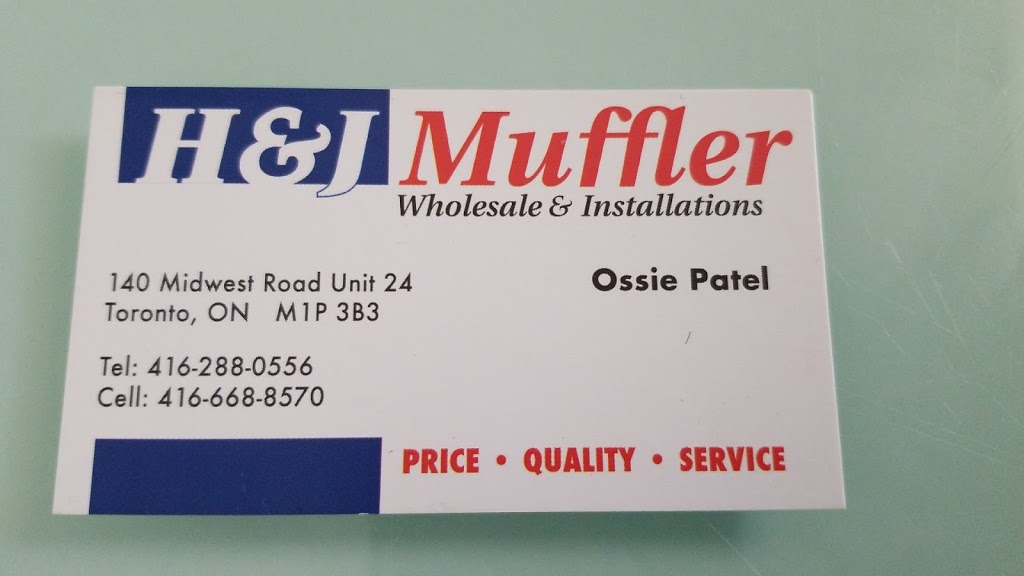 H&J Muffler
Wholesale & Installations
140 Midwest Road Unit 24
Toronto, ON M1P 3B3
Ossie Patel
Tel: 416-288-0556
Cell: 416-668-8570
PRICE • QUALITY • SERVICE